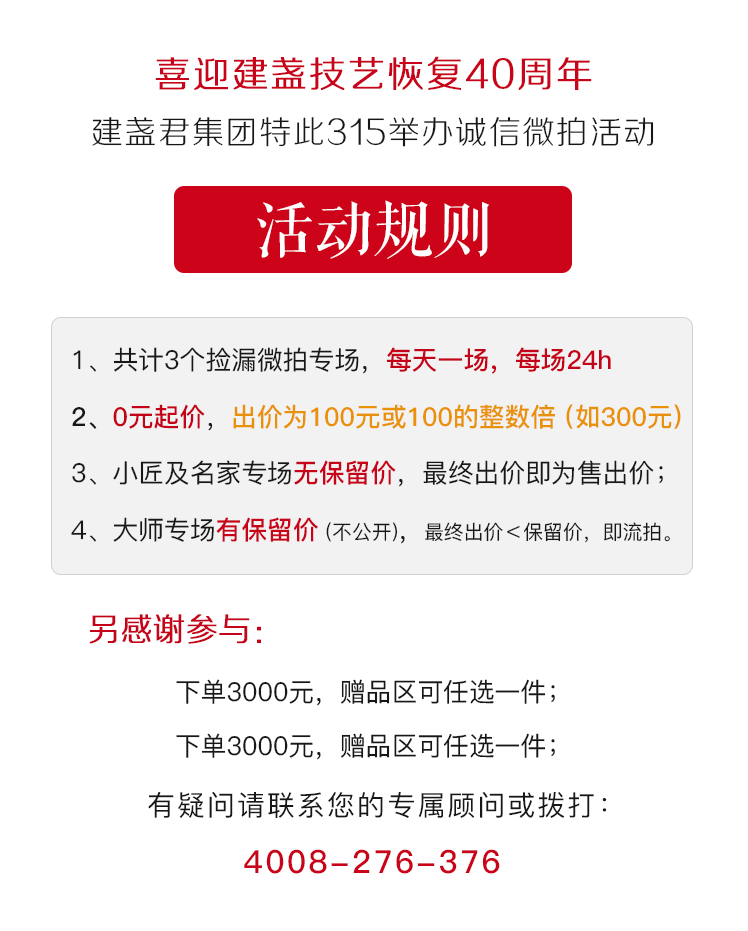 喜迎建盏技艺恢复40周年
建盏君集团特此315举办诚信微拍活动
活动规则
1、共计3个捡漏微拍专场，每天一场，每场24h
2、0元起价，出价为100元或100的整数倍（如300元）
3、小匠及名家专场无保留价，最终出价即为售出价；
4、大师专场有保留价（不公开），最终出价＜保留价，即流拍。
另感谢参与：
下单3000元，赠品区可任选一件；
下单3000元，赠品区可任选一件；
有疑问请联系您的专属顾问或拨打：
4008-276-376